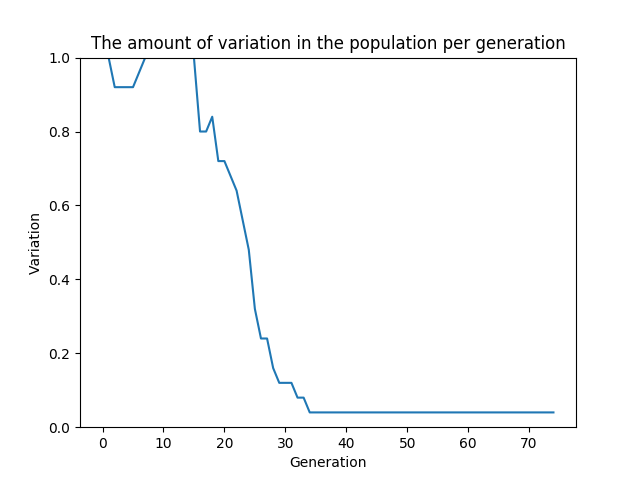 The amount of variation in the population per generation
1.0
0.8
0.6
0.4
0.2
0.0
Variation
0 10 20 30 40 50 60 70
Generation